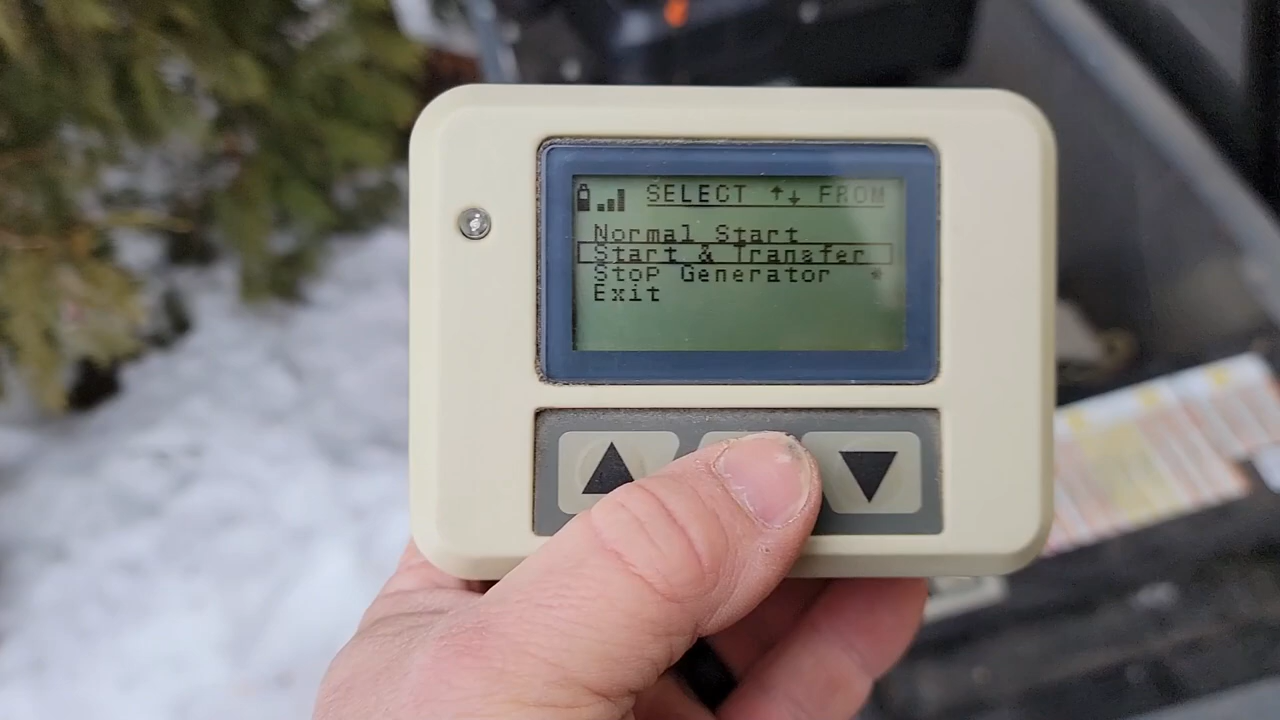 SELECT ↑↓ FROM
Normal Start
Start & Transfer
Stop Generator *
Exit